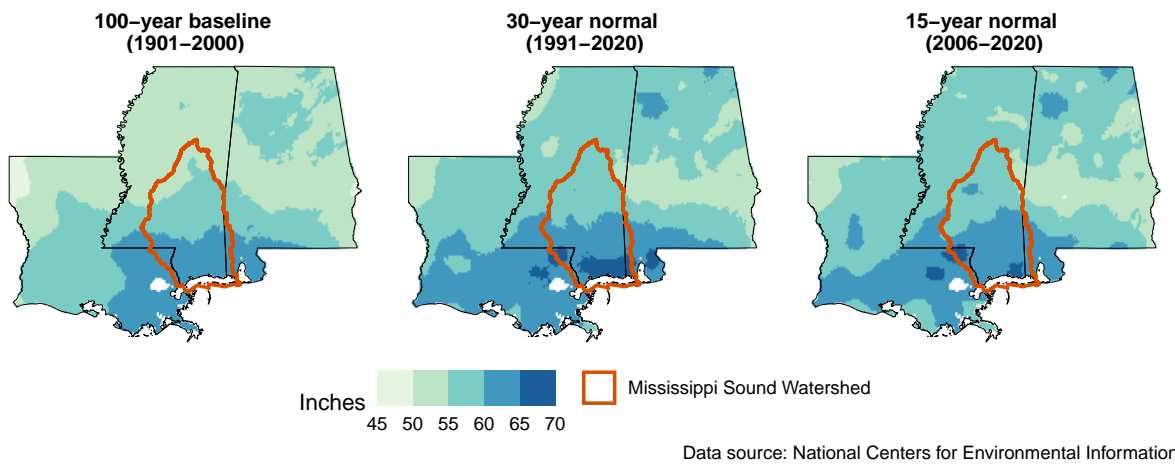 100−year baseline
(1901−2000)
30−year normal
(1991−2020)
15−year normal
(2006−2020)
Inches
45 50 55 60 65 70
Mississippi Sound Watershed
Data source: National Centers for Environmental Information